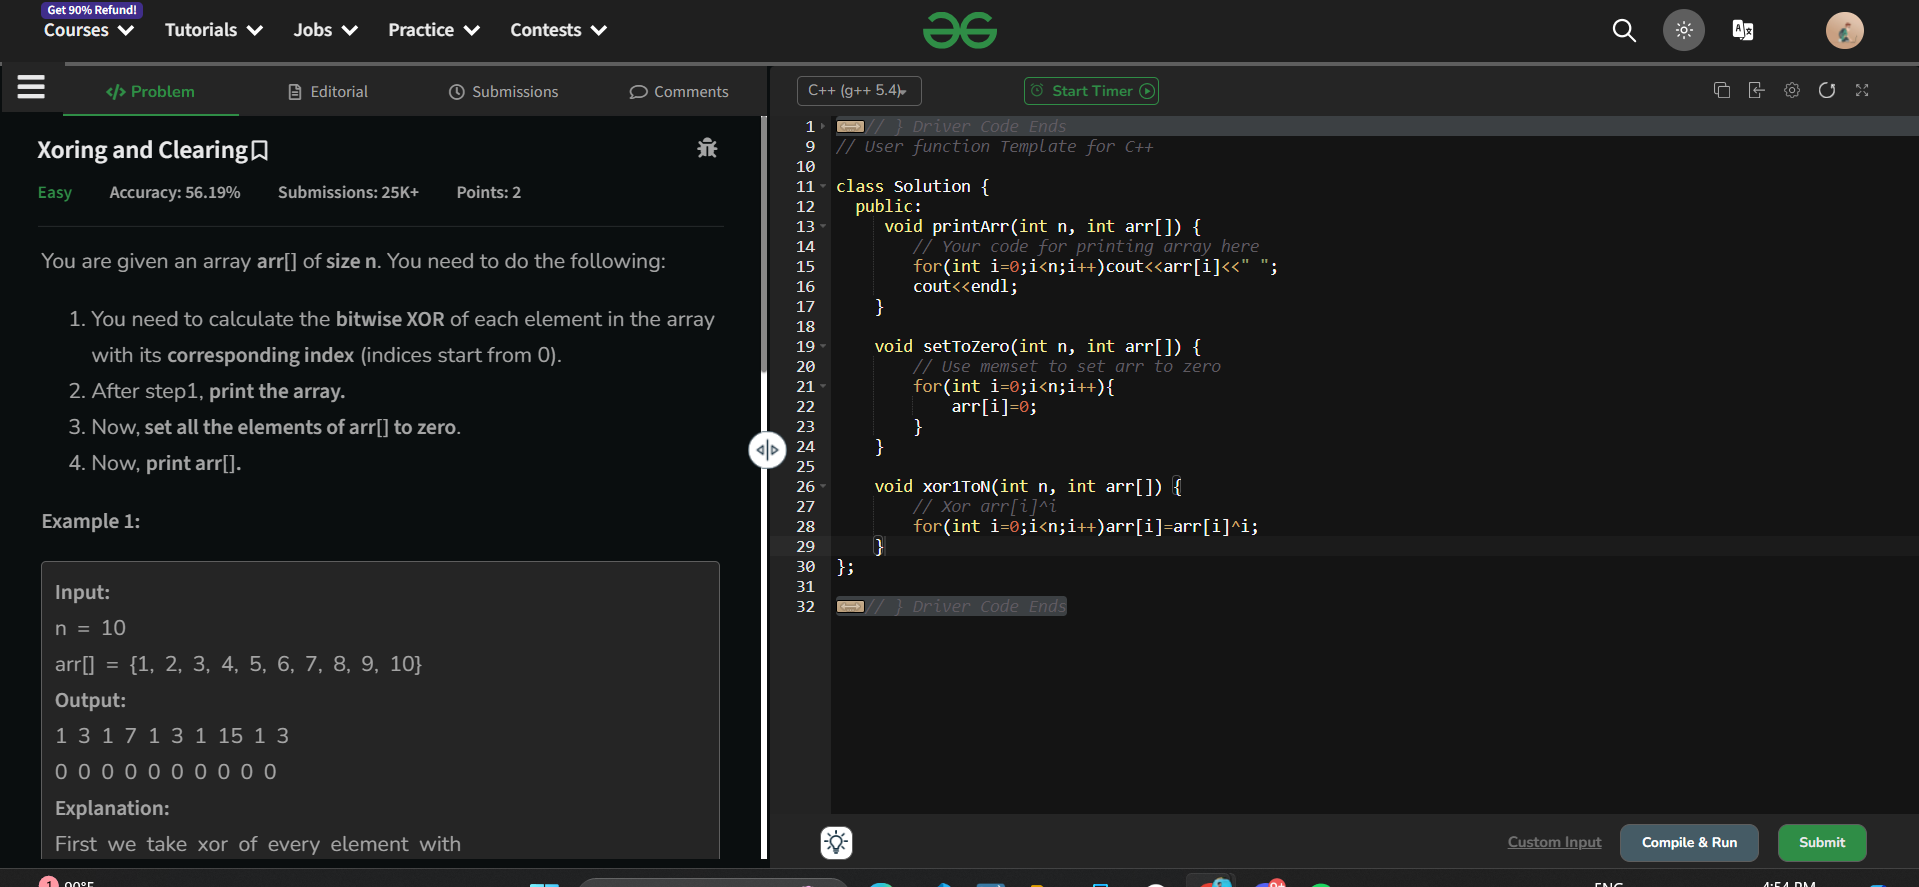 Get 90% Refund!
Courses
Tutorials
Jobs
Practice
Contests
</> Problem
Editorial
Submissions
Comments
C++ (g++ 5.4)
Start Timer
Xoring and Clearing
Easy Accuracy: 56.19% Submissions: 25K+ Points: 2
You are given an array arr[] of size n. You need to do the following:
1. You need to calculate the bitwise XOR of each element in the array
with its corresponding index (indices start from 0).
2. After step1, print the array.
3. Now, set all the elements of arr[] to zero.
4. Now, print arr[].
Example 1:
Input:
n = 10
arr[] = {1, 2, 3, 4, 5, 6, 7, 8, 9, 10}
Output:
1 3 1 7 1 3 1 15 1 3
0 0 0 0 0 0 0 0 0 0
Explanation:
First we take xor of every element with
1 // } Driver Code Ends
9 // User function Template for C++
10
11 class Solution {
12 public:
13 void printArr(int n, int arr[]) {
14 // Your code for printing array here
15 for(int i=0;i<n;i++)cout<<arr[i]<<" ";
16 cout<<endl;
17 }
18
19 void setToZero(int n, int arr[]) {
20 // Use memset to set arr to zero
21 for(int i=0;i<n;i++){
22 arr[i]=0;
23 }
24 }
25
26 void xor1ToN(int n, int arr[]) {
27 // Xor arr[i]^i
28 for(int i=0;i<n;i++)arr[i]=arr[i]^i;
29 }
30 };
31
32 // } Driver Code Ends
Custom Input
Compile & Run
Submit
1
90°F
9+
ENG
4:54 PM